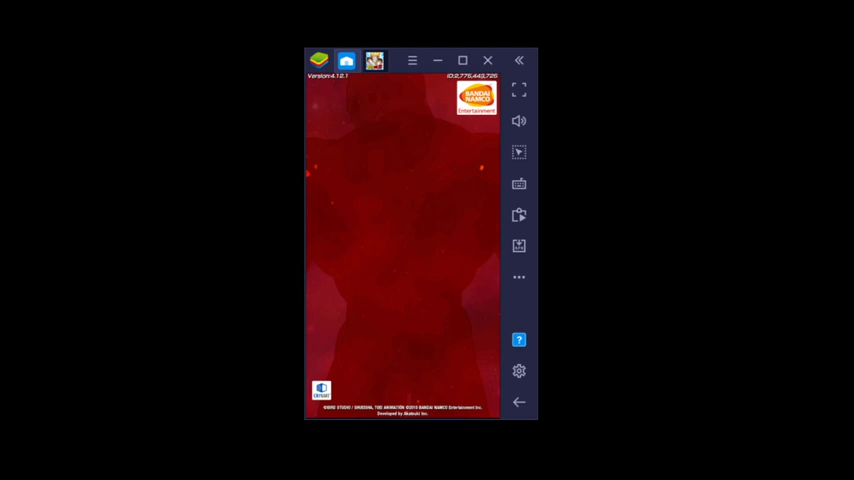 Version:4.12.1
ID:2,775,443,725
BANDAI
NAMCO
Entertainment
©BIRD STUDIO / SHUEISHA, TOEI ANIMATION ©2015 BANDAI NAMCO Entertainment Inc.
Developed by Akatsuki Inc.